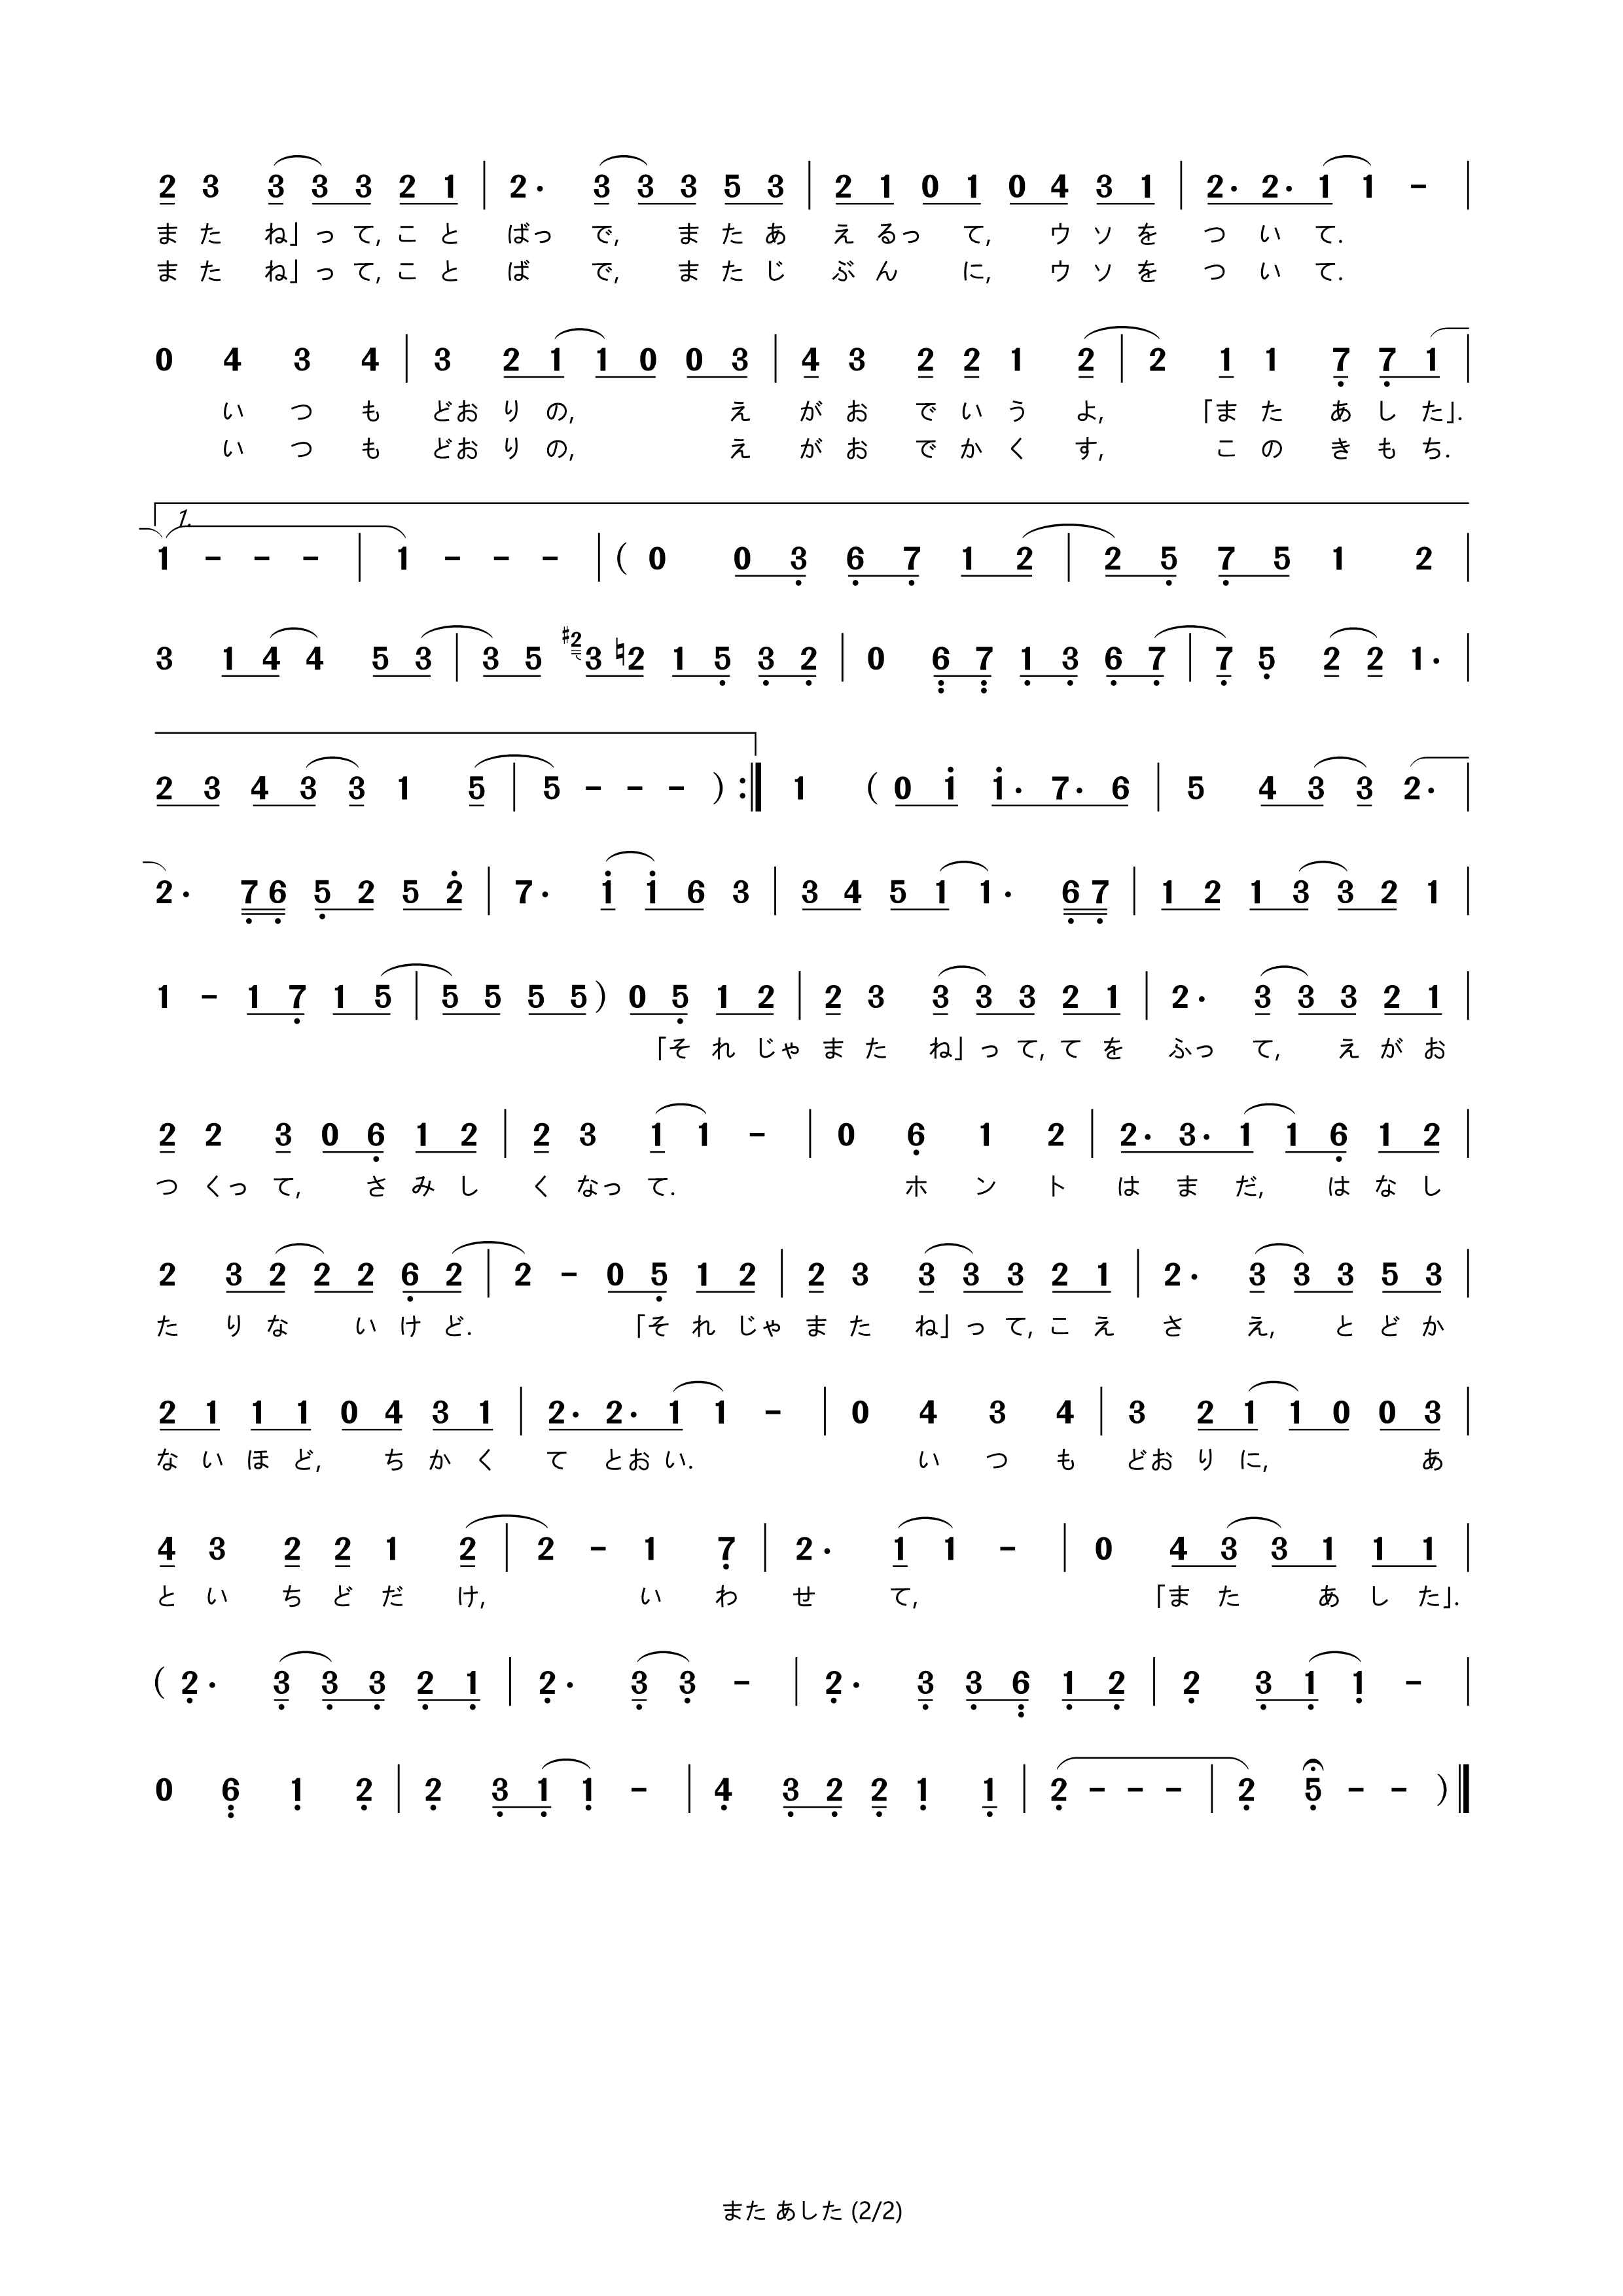 2 3 3 3 3 2 1 | 2· 3 3 3 5 3 | 2 1 0 1 0 4 3 1 | 2· 2· 1 1 - |
ま た ね」っ て, こ と ばっ で, ま た あ え るっ て, ウ ソ を つ い て.
ま た ね」っ て, こ と ば で, ま た じ ぶ ん に, ウ ソ を つ い て.
0 4 3 4 | 3 2 1 1 0 0 3 | 4 3 2 2 1 2 | 2 1 1 7 7 1 |
い つ も どお り の, え が お で い う よ, 「ま た あ し た」.
い つ も どお り の, え が お で か く す, こ の き も ち.
1.
1 - - - | 1 - - - | ( 0 0 3 6 7 1 2 | 2 5 7 5 1 2 |
3 1 4 4 5 3 | 3 5 #2 3 ♮2 1 5 3 2 | 0 6 7 1 3 6 7 | 7 5 2 2 1· |
2 3 4 3 3 1 5 | 5 - - - ) :| 1 ( 0 1 1· 7· 6 | 5 4 3 3 2· |
2· 7 6 5 2 5 2 | 7· 1 1 6 3 | 3 4 5 1 1· 6 7 | 1 2 1 3 3 2 1 |
1 - 1 7 1 5 | 5 5 5 5 ) 0 5 1 2 | 2 3 3 3 3 2 1 | 2· 3 3 3 2 1 |
「そ れ じゃ ま た ね」っ て, て を ふっ て, え が お
2 2 3 0 6 1 2 | 2 3 1 1 - | 0 6 1 2 | 2· 3· 1 1 6 1 2 |
つ くっ て, さ み し く なっ て. ホ ン ト は ま だ, は な し
2 3 2 2 2 6 2 | 2 - 0 5 1 2 | 2 3 3 3 3 2 1 | 2· 3 3 3 5 3 |
た り な い け ど. 「そ れ じゃ ま た ね」っ て, こ え さ え, と ど か
2 1 1 1 0 4 3 1 | 2· 2· 1 1 - | 0 4 3 4 | 3 2 1 1 0 0 3 |
な い ほ ど, ち か く て とお い. い つ も どお り に, あ
4 3 2 2 1 2 | 2 - 1 7 | 2· 1 1 - | 0 4 3 3 1 1 1 |
と い ち ど だ け, い わ せ て, 「ま た あ し た」.
( 2· 3 3 3 2 1 | 2· 3 3 - | 2· 3 3 6 1 2 | 2 3 1 1 - |
0 6 1 2 | 2 3 1 1 - | 4 3 2 2 1 1 | 2 - - - | 2 5 - - ) |
また あした (2/2)